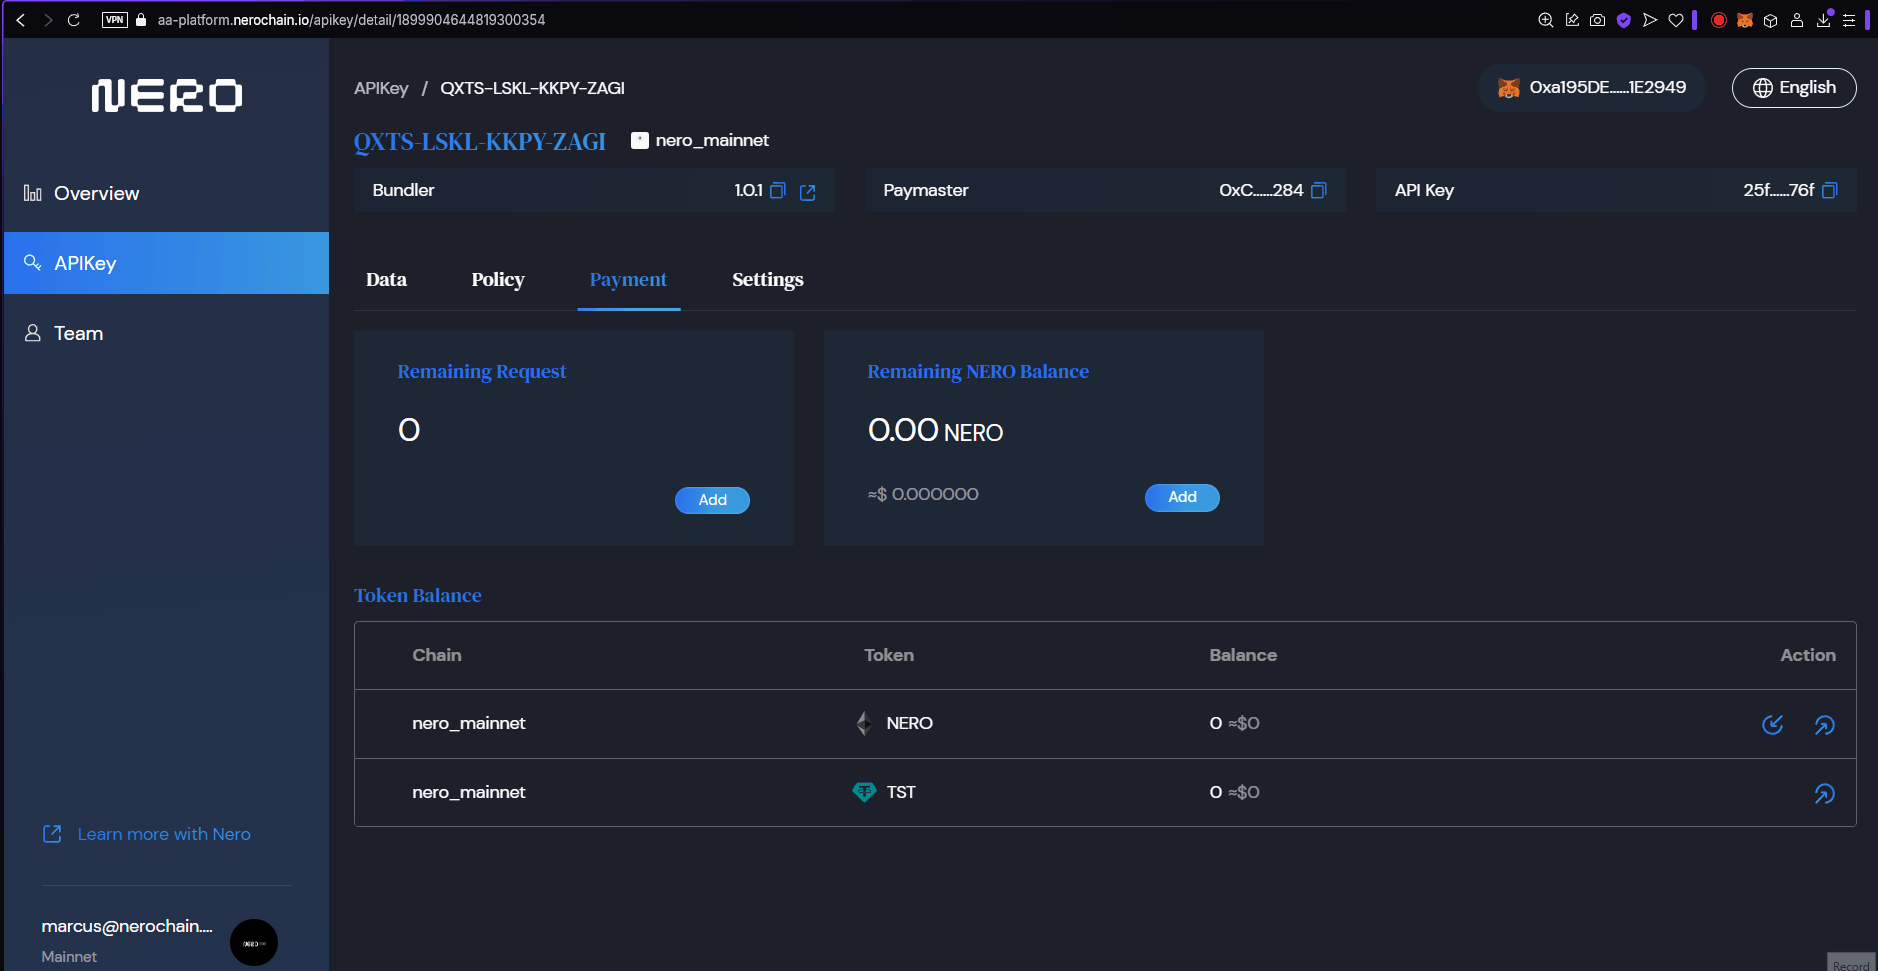 VPN aa-platform.nerochain.io/apikey/detail/1899904644819300354
NERO
Overview
APIKey
Team
Learn more with Nero
marcus@nerochain....
Mainnet
APIKey / QXTS-LSKL-KKPY-ZAGI
0xa195DE......1E2949
English
QXTS-LSKL-KKPY-ZAGI nero_mainnet
Bundler 1.0.1
Paymaster 0xC......284
API Key 25f......76f
Data Policy Payment Settings
Remaining Request
0
Add
Remaining NERO Balance
0.00 NERO
≈$ 0.000000
Add
Token Balance
Chain Token Balance Action
nero_mainnet NERO 0 ≈$0
nero_mainnet TST 0 ≈$0
Record